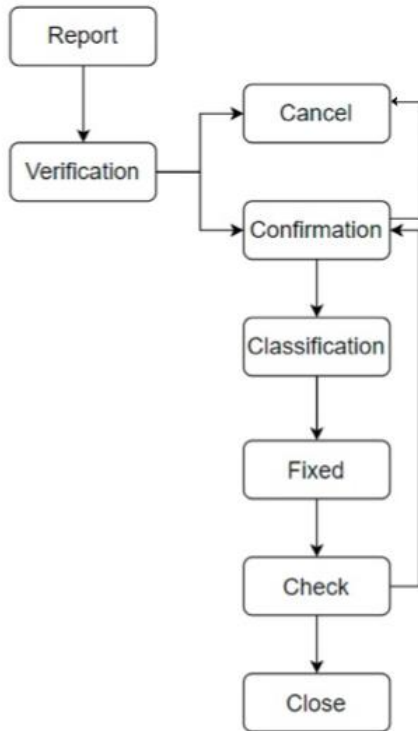 Report
Verification
Cancel
Confirmation
Classification
Fixed
Check
Close